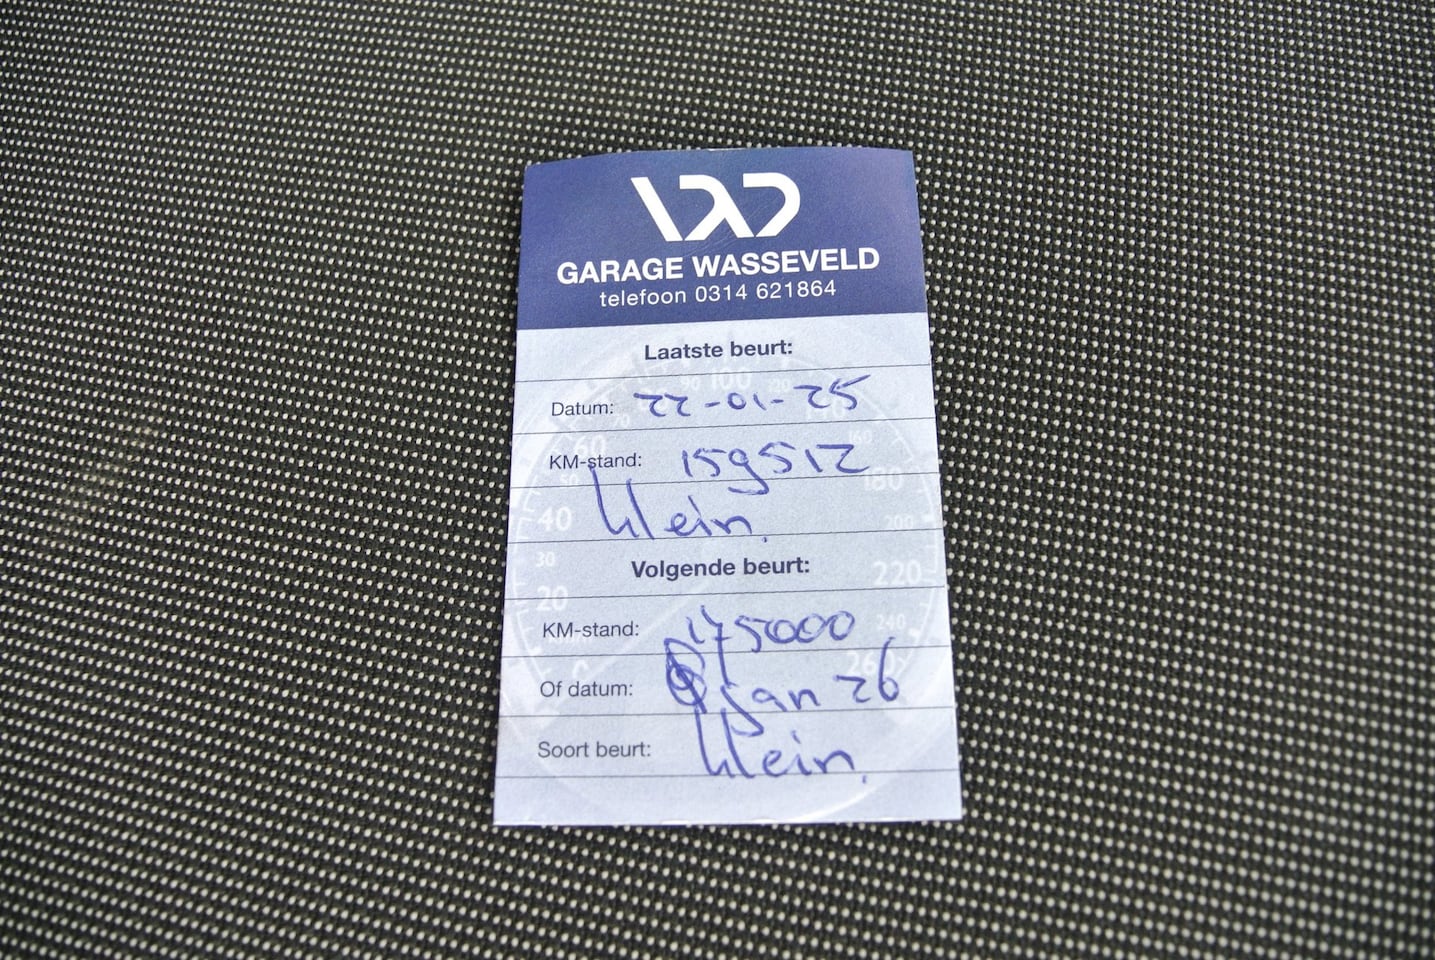 GARAGE WASSEVELD
telefoon 0314 621864
Laatste beurt:
Datum: 22-01-25
KM-stand: 159512
klein.
Volgende beurt:
KM-stand: 175000
Of datum: jan 26
Soort beurt: klein.